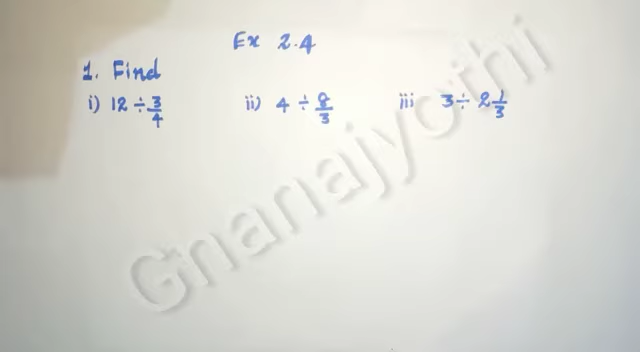 Ex 2.4
1. Find
i) 12 ÷ 3/4 ii) 4 ÷ 8/3 iii 3 ÷ 2 1/3
Gnanajyothi